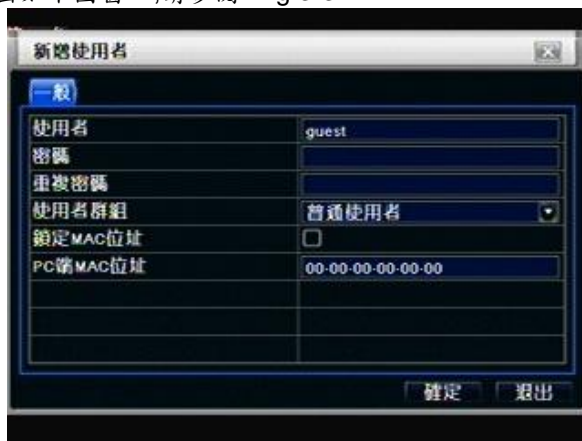 新增使用者
一般
使用者 guest
密碼
重複密碼
使用者群組 普通使用者
鎖定MAC位址
PC端MAC位址 00-00-00-00-00-00
確定 退出